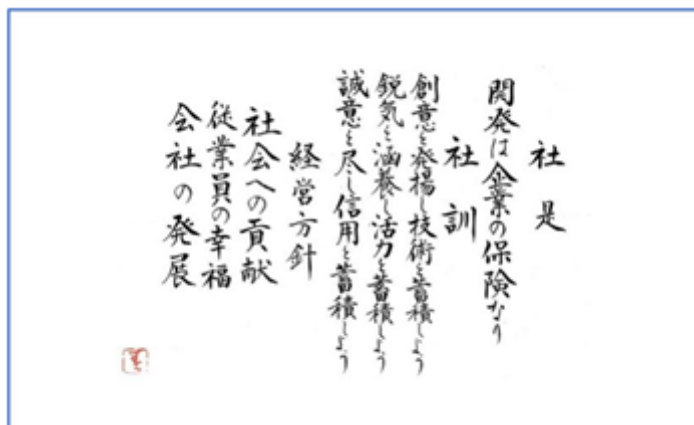 社是
開発は企業の保険なり
社訓
創意を発揚し技術を蓄積しよう
鋭気を涵養し活力を蓄積しよう
誠意を尽し信用を蓄積しよう
経営方針
社会への貢献
従業員の幸福
会社の発展